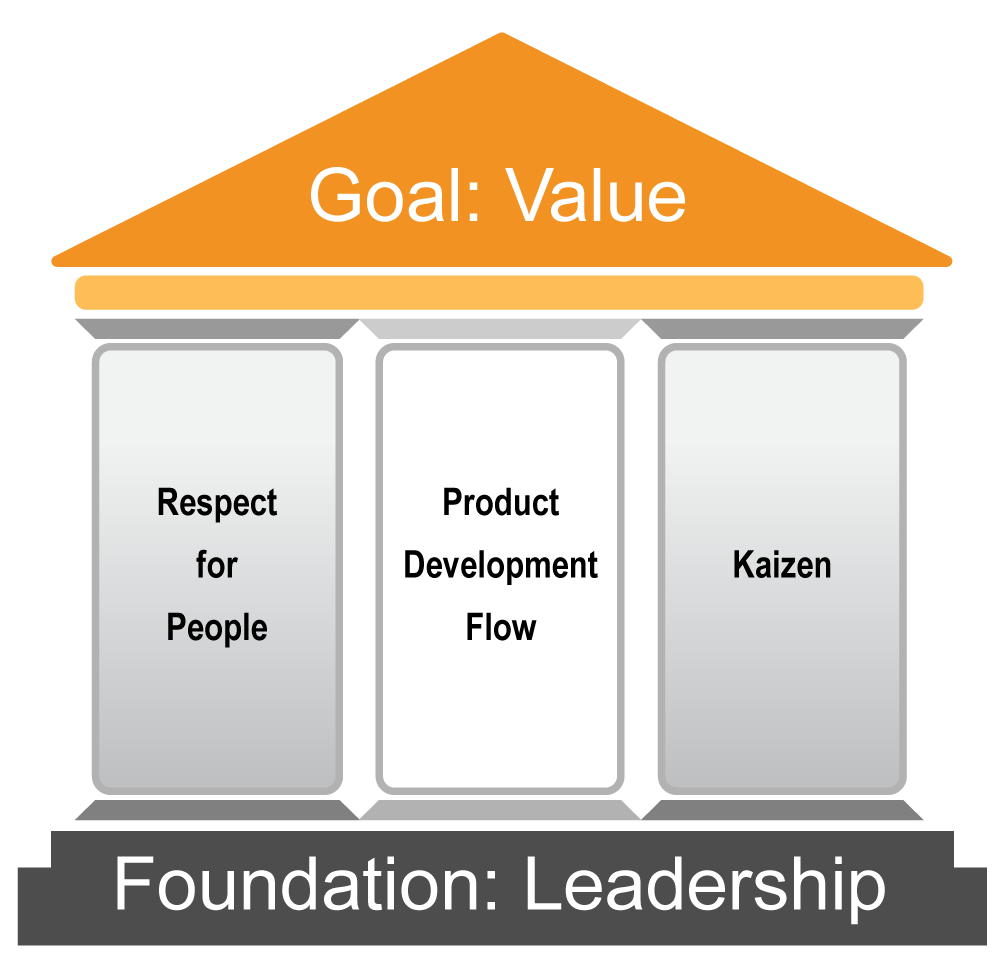 Goal: Value
Respect
for
People
Product
Development
Flow
Kaizen
Foundation: Leadership